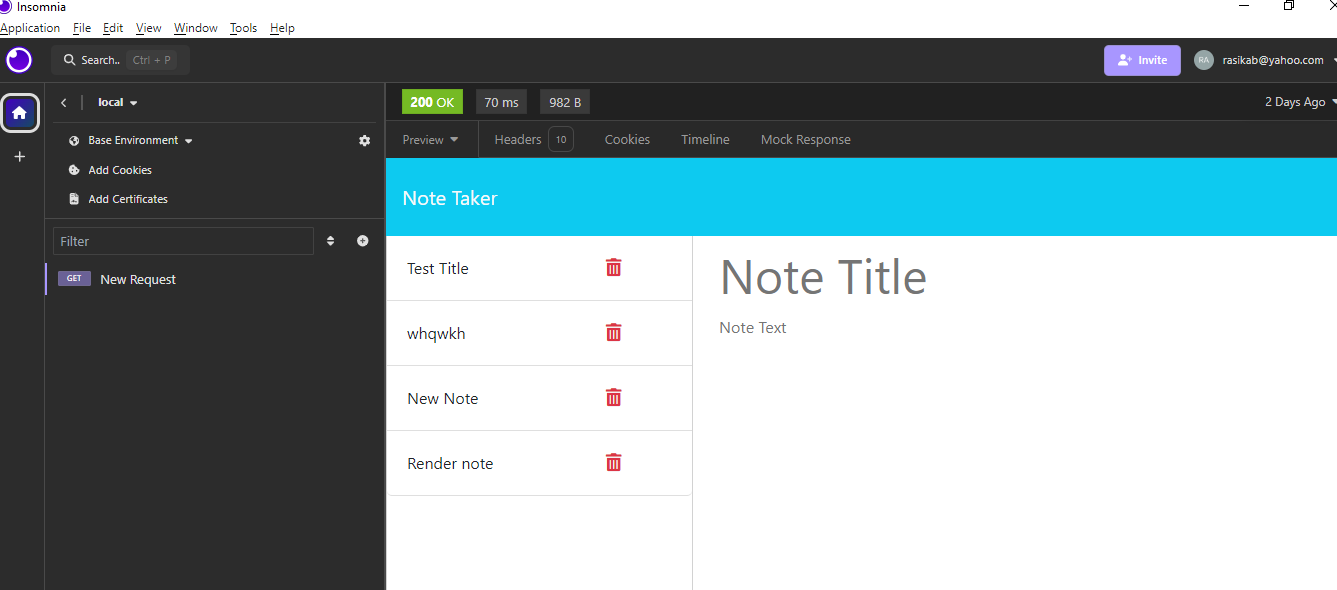 Insomnia
Application File Edit View Window Tools Help
Search.. Ctrl + P
Invite
RA
rasikab@yahoo.com
local
Base Environment
Add Cookies
Add Certificates
Filter
GET New Request
200 OK 70 ms 982 B 2 Days Ago
Preview Headers 10 Cookies Timeline Mock Response
Note Taker
Test Title
whqwkh
New Note
Render note
Note Title
Note Text